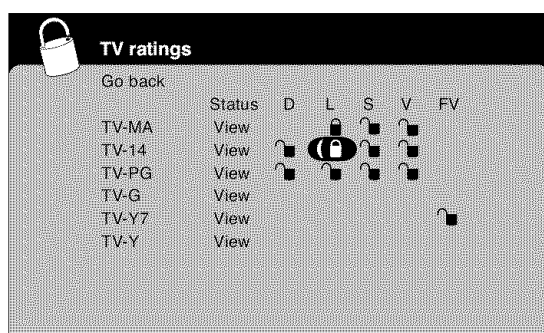 TV ratings
Go back
Status D L S V FV
TV-MA View
TV-14 View
TV-PG View
TV-G View
TV-Y7 View
TV-Y View